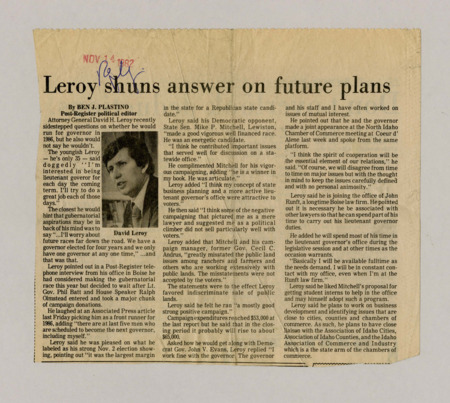 NOV 14 1982
Leroy shuns answer on future plans
By BEN J. PLASTINO
Post-Register political editor
Attorney General David H. Leroy recently
sidestepped questions on whether he would
run for governor in
1986, but he also would
not say he wouldn't.
The youngish Leroy
— he's only 35 — said
doggedly "I'm
interested in being
lieutenant governor for
each day the coming
term. I'll try to do a
great job each of those
days."
The closest he would
hint that gubernatorial
aspirations may be in
back of his mind was to
say "...I'll worry about
future races far down the road. We have a
governor elected for four years and we only
have one governor at any one time," ...and
that was that.
Leroy pointed out in a Post-Register tele-
phone interview from his office in Boise he
had considered making the gubernatorial
race this year but decided to wait after Lt.
Gov. Phil Batt and House Speaker Ralph
Olmstead entered and took a major chunk
of campaign donations.
He laughed at an Associated Press article
last Friday picking him as a front runner for
1986, adding "there are at last five man who
are scheduled to become the next governor,
including myself."
Leroy said he was pleased on what he
labeled as his strong Nov. 2 election show-
ing, pointing out "it was the largest margin
David Leroy
in the state for a Republican state candi-
date."
Leroy said his Democratic opponent,
State Sen. Mike P. Mitchell, Lewiston,
"made a good vigorous well financed race.
He was an energetic candidate.
"I think he contributed important issues
that served well for discussion on a sta-
tewide office."
He complimented Mitchell for his vigor-
ous campaigning, adding "he is a winner in
my book. He was articulate."
Leroy added "I think my concept of state
business planning and a more active lieu-
tenant governor's office wear attractive to
voters.
He then said "I think some of the negative
campaigning that pictured me as a mere
lawyer and suggested me as a political
climber did not sell particularly well with
voters."
Leroy added that Mitchell and his cam-
paign manager, former Gov. Cecil C.
Andrus, "greatly misstated the public land
issues among ranchers and farmers and
others who are working extensively with
public lands. The misstatements were not
accepted by the voters."
The statements were to the effect Leroy
favored indiscriminate sale of public
lands.
Leroy said he felt he ran "a mostly good
strong positive campaign."
Campaign expenditures reached $53,000 at
the last report but he said that in the clos-
ing period it probably will rise to about
$65,000.
Asked how would he get along with Demo-
crat Gov. John V. Evans, Leroy replied "I
work fine with the governor. The governor
and his staff and I have often worked on
issues of mutual interest.
He pointed out that he and the governor
made a joint appearance at the North Idaho
Chamber of Commerce meeting at Coeur d'
Alene last week and spoke from the same
platform.
"I think the spirit of cooperation will be
the essential element of our relations," he
said. "Of course, we will disagree from time
to time on major issues but with the thought
in mind to keep the issues carefully defined
and with no personal animosity."
Leroy said he is joining the office of John
Runft, a longtime Boise law firm. He pointed
out it is necessary he be associated with
other lawyers so that he can spend part of his
time to carry out his lieutenant governor
duties.
He added he will spend most of his time in
the lieutenant governor's office during the
legislative session and at other times as the
occasion warrants.
"Basically I will be available fulltime as
the needs demand. I will be in constant con-
tact with my office, even when I'm at the
Runft law firm."
Leroy said he liked Mitchell's proposal for
getting student interns to help in the office
and may himself adopt such a program.
Leroy said he plans to work on business
development and identify issues that are
close to cities, counties and chambers of
commerce. As such, he plans to have close
liaison with the Association of Idaho Cities,
Association of Idaho Counties, and the Idaho
Association of Commerce and Industry
which is a the state arm of the chambers of
commerce.